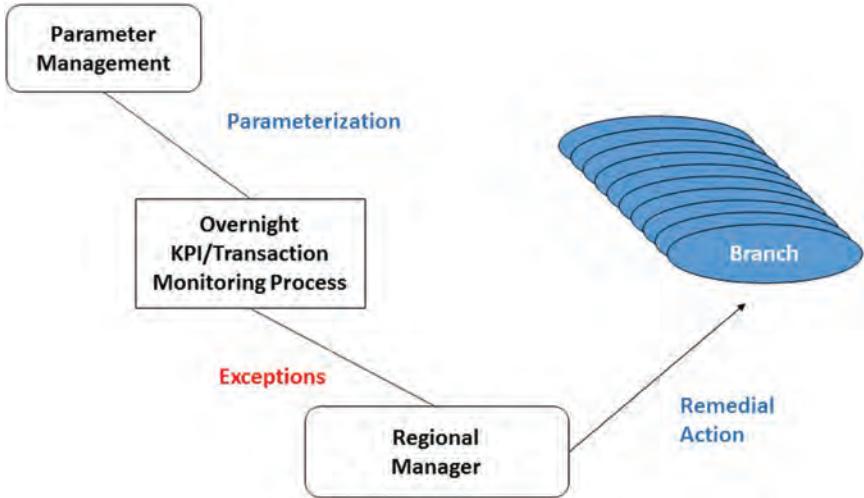 Parameter
Management
Parameterization
Overnight
KPI/Transaction
Monitoring Process
Branch
Exceptions
Remedial
Action
Regional
Manager